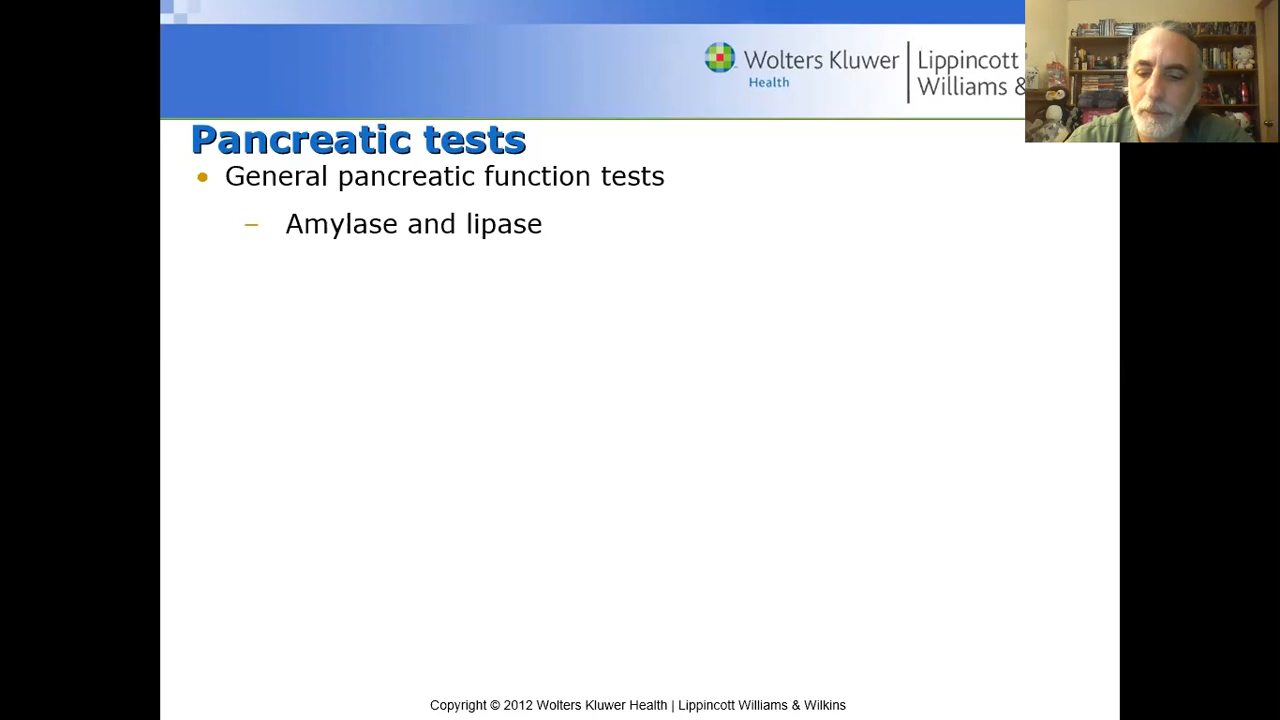 Wolters Kluwer
Health
Lippincott
Williams &
Pancreatic tests
• General pancreatic function tests
– Amylase and lipase
Copyright © 2012 Wolters Kluwer Health | Lippincott Williams & Wilkins